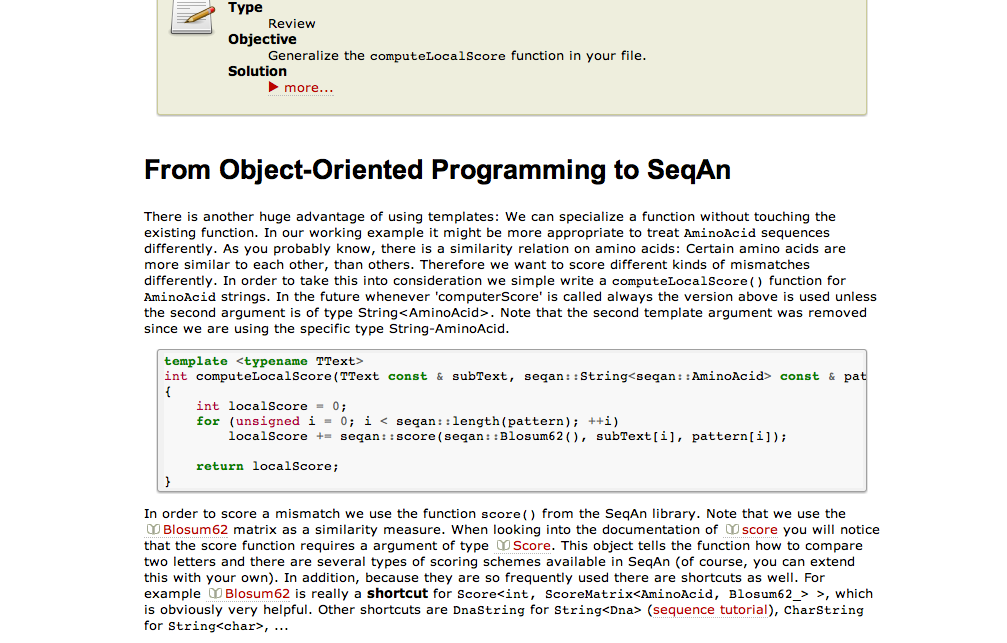 Type
Review
Objective
Generalize the computeLocalScore function in your file.
Solution
more...
From Object-Oriented Programming to SeqAn
There is another huge advantage of using templates: We can specialize a function without touching the
existing function. In our working example it might be more appropriate to treat AminoAcid sequences
differently. As you probably know, there is a similarity relation on amino acids: Certain amino acids are
more similar to each other, than others. Therefore we want to score different kinds of mismatches
differently. In order to take this into consideration we simple write a computeLocalScore() function for
AminoAcid strings. In the future whenever 'computerScore' is called always the version above is used unless
the second argument is of type String<AminoAcid>. Note that the second template argument was removed
since we are using the specific type String-AminoAcid.
template <typename TText>
int computeLocalScore(TText const & subText, seqan::String<seqan::AminoAcid> const & pat
{
int localScore = 0;
for (unsigned i = 0; i < seqan::length(pattern); ++i)
localScore += seqan::score(seqan::Blosum62(), subText[i], pattern[i]);
return localScore;
}
In order to score a mismatch we use the function score() from the SeqAn library. Note that we use the
Blosum62 matrix as a similarity measure. When looking into the documentation of score you will notice
that the score function requires a argument of type Score. This object tells the function how to compare
two letters and there are several types of scoring schemes available in SeqAn (of course, you can extend
this with your own). In addition, because they are so frequently used there are shortcuts as well. For
example Blosum62 is really a shortcut for Score<int, ScoreMatrix<AminoAcid, Blosum62_> >, which
is obviously very helpful. Other shortcuts are DnaString for String<Dna> (sequence tutorial), CharString
for String<char>, ...